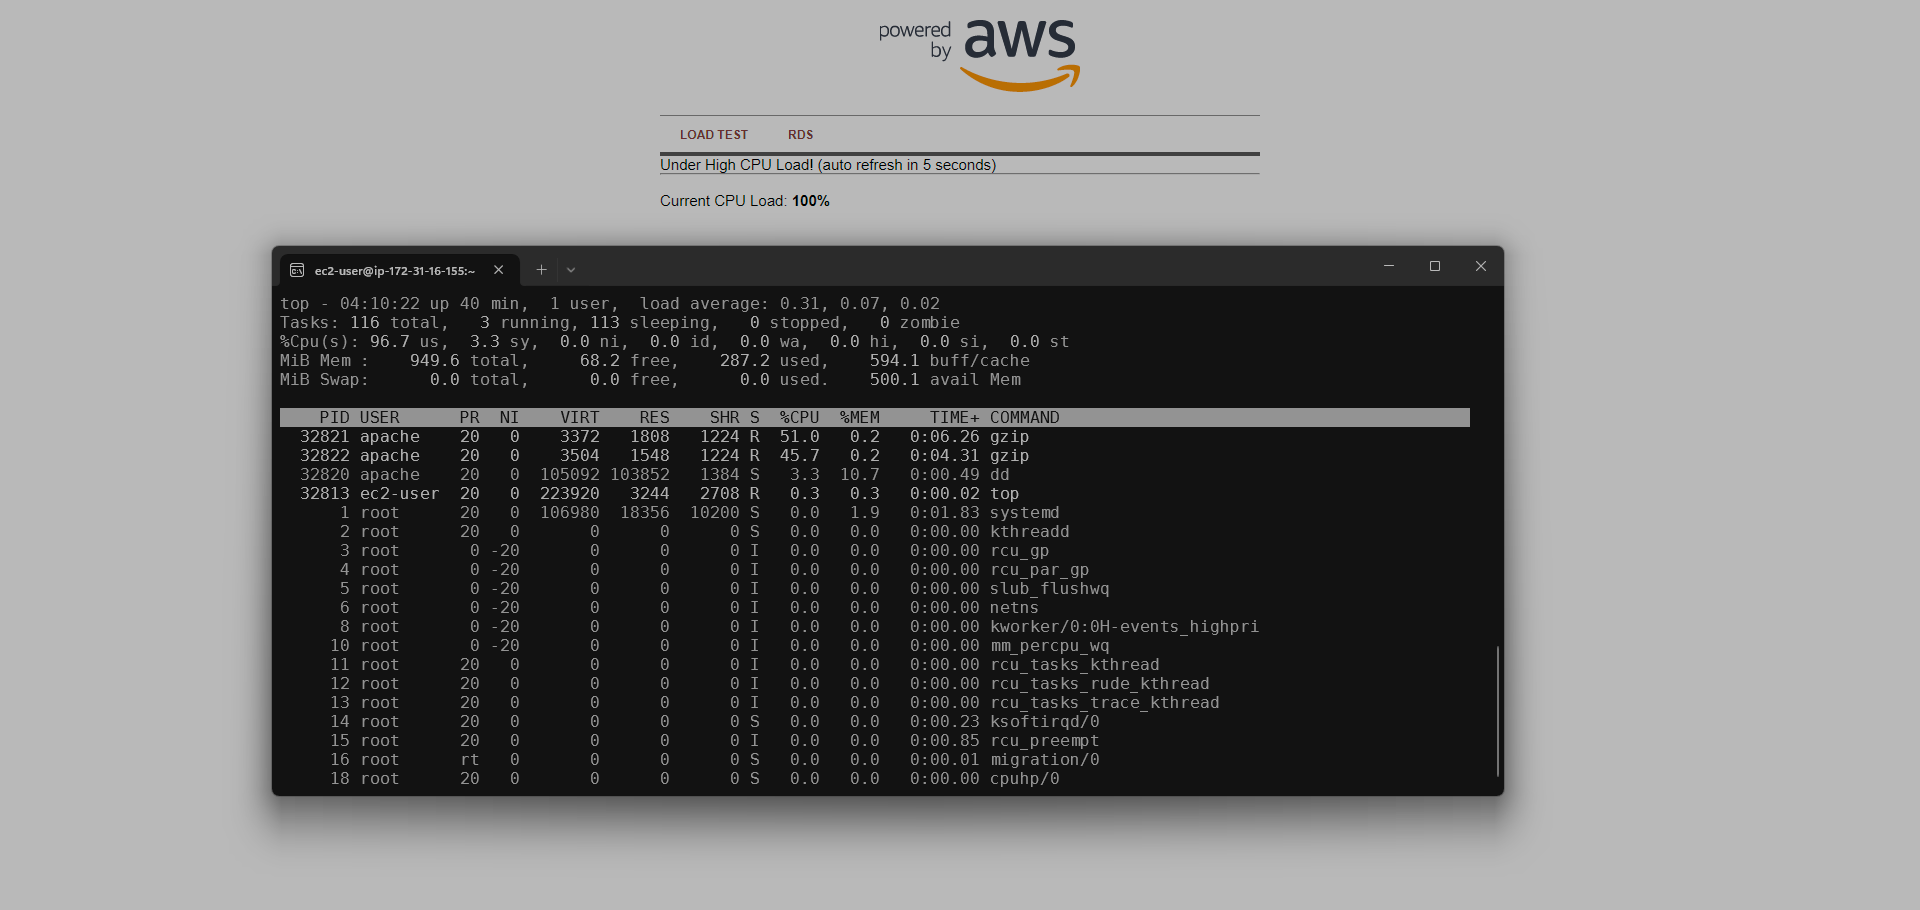 powered
by aws
LOAD TEST RDS
Under High CPU Load! (auto refresh in 5 seconds)
Current CPU Load: 100%
ec2-user@ip-172-31-16-155:~
top - 04:10:22 up 40 min,  1 user,  load average: 0.31, 0.07, 0.02
Tasks: 116 total,   3 running, 113 sleeping,   0 stopped,   0 zombie
%Cpu(s): 96.7 us,  3.3 sy,  0.0 ni,  0.0 id,  0.0 wa,  0.0 hi,  0.0 si,  0.0 st
MiB Mem :    949.6 total,     68.2 free,    287.2 used,    594.1 buff/cache
MiB Swap:      0.0 total,      0.0 free,      0.0 used.    500.1 avail Mem
PID USER      PR  NI    VIRT    RES    SHR S  %CPU  %MEM     TIME+ COMMAND
32821 apache    20   0    3372   1808   1224 R  51.0   0.2   0:06.26 gzip
32822 apache    20   0    3504   1548   1224 R  45.7   0.2   0:04.31 gzip
32820 apache    20   0  105092 103852   1384 S   3.3  10.7   0:00.49 dd
32813 ec2-user  20   0  223920   3244   2708 R   0.3   0.3   0:00.02 top
1 root      20   0  106980  18356  10200 S   0.0   1.9   0:01.83 systemd
2 root      20   0       0      0      0 S   0.0   0.0   0:00.00 kthreadd
3 root       0 -20       0      0      0 I   0.0   0.0   0:00.00 rcu_gp
4 root       0 -20       0      0      0 I   0.0   0.0   0:00.00 rcu_par_gp
5 root       0 -20       0      0      0 I   0.0   0.0   0:00.00 slub_flushwq
6 root       0 -20       0      0      0 I   0.0   0.0   0:00.00 netns
8 root       0 -20       0      0      0 I   0.0   0.0   0:00.00 kworker/0:0H-events_highpri
10 root       0 -20       0      0      0 I   0.0   0.0   0:00.00 mm_percpu_wq
11 root      20   0       0      0      0 I   0.0   0.0   0:00.00 rcu_tasks_kthread
12 root      20   0       0      0      0 I   0.0   0.0   0:00.00 rcu_tasks_rude_kthread
13 root      20   0       0      0      0 I   0.0   0.0   0:00.00 rcu_tasks_trace_kthread
14 root      20   0       0      0      0 S   0.0   0.0   0:00.23 ksoftirqd/0
15 root      20   0       0      0      0 I   0.0   0.0   0:00.85 rcu_preempt
16 root      rt   0       0      0      0 S   0.0   0.0   0:00.01 migration/0
18 root      20   0       0      0      0 S   0.0   0.0   0:00.00 cpuhp/0